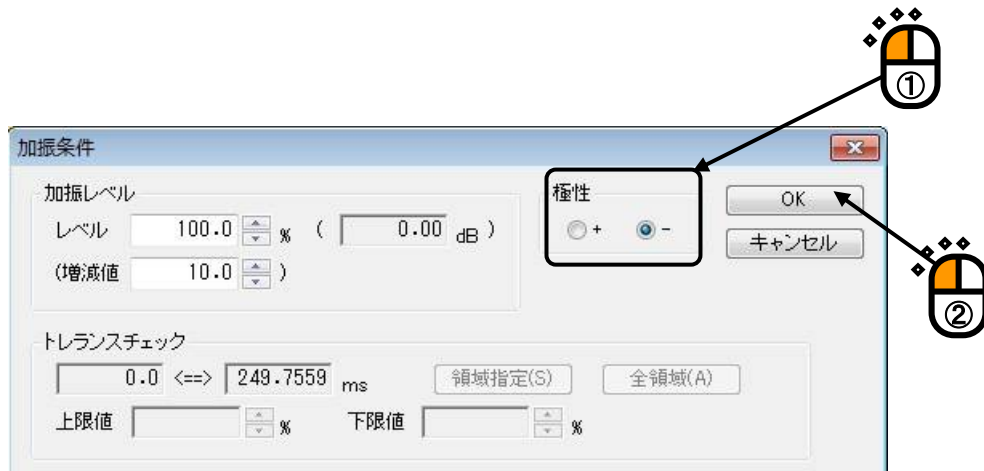 ①
加振条件
加振レベル
レベル 100.0 % ( 0.00 dB )
(増減値 10.0 )
極性
+ -
OK
キャンセル
②
トレランスチェック
0.0 <==> 249.7559 ms 領域指定(S) 全領域(A)
上限値 % 下限値 %